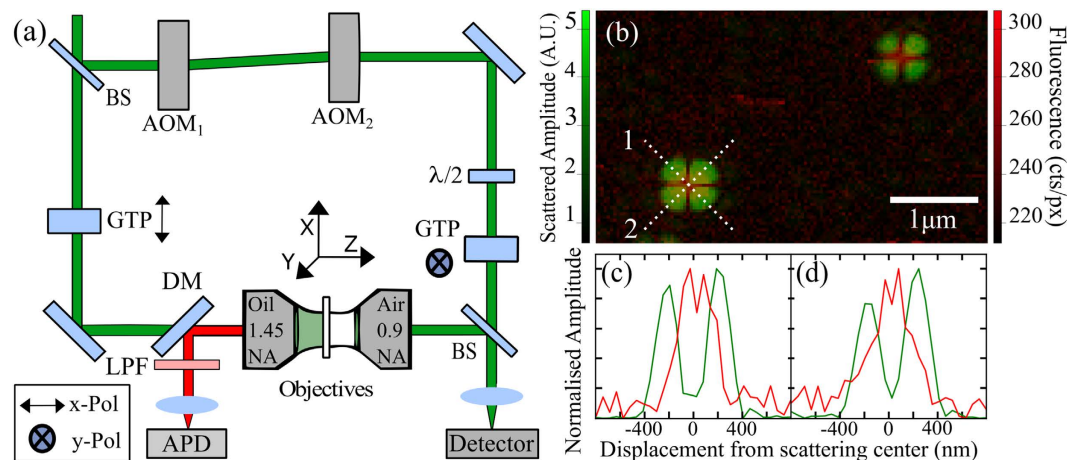 (a)
BS
AOM₁
AOM₂
λ/2
GTP
GTP
X
Y
Z
DM
Oil
1.45
NA
Air
0.9
NA
BS
LPF
Objectives
x-Pol
y-Pol
APD
Detector
(b)
Scattered Amplitude (A.U.)
5
4
3
2
1
1
2
1μm
300
280
260
240
220
Fluorescence (cts/px)
(c)
(d)
Normalised Amplitude
-400
0
400
-400
0
400
Displacement from scattering center (nm)